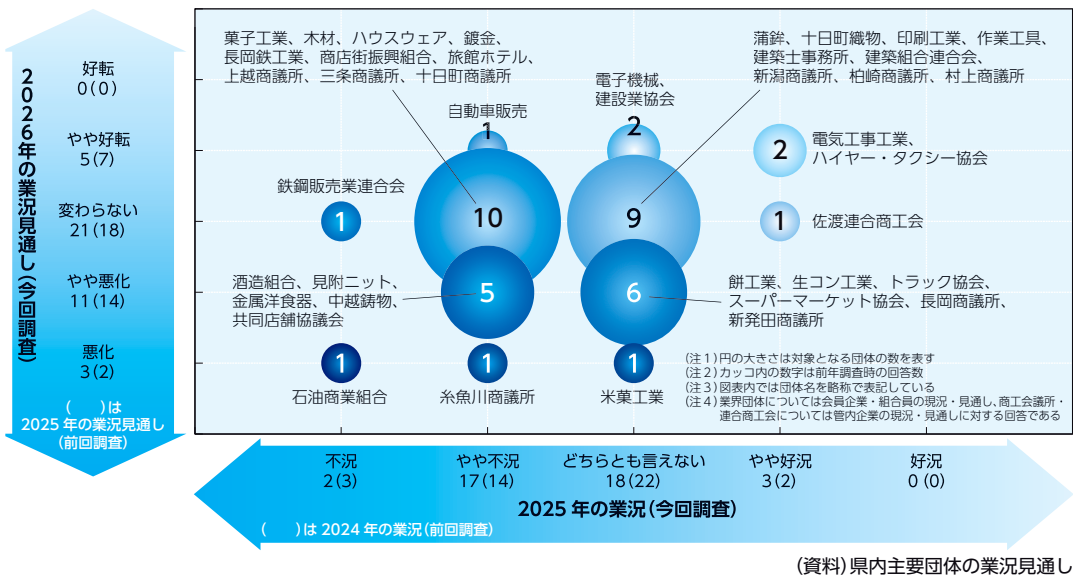 2026年の業況見通し(今回調査)
好転
0(0)
やや好転
5(7)
変わらない
21(18)
やや悪化
11(14)
悪化
3(2)
(　　)は
2025年の業況見通し
(前回調査)
菓子工業、木材、ハウスウェア、鍍金、
長岡鉄工業、商店街振興組合、旅館ホテル、
上越商議所、三条商議所、十日町商議所
蒲鉾、十日町織物、印刷工業、作業工具、
建築士事務所、建築組合連合会、
新潟商議所、柏崎商議所、村上商議所
自動車販売
1
電子機械、
建設業協会
2
2
電気工事工業、
ハイヤー・タクシー協会
鉄鋼販売業連合会
1
10
9
1
佐渡連合商工会
酒造組合、見附ニット、
金属洋食器、中越鋳物、
共同店舗協議会
5
6
餅工業、生コン工業、トラック協会、
スーパーマーケット協会、長岡商議所、
新発田商議所
1
石油商業組合
1
糸魚川商議所
1
米菓工業
(注1)円の大きさは対象となる団体の数を表す
(注2)カッコ内の数字は前年調査時の回答数
(注3)図表内では団体名を略称で表記している
(注4)業界団体については会員企業・組合員の現況・見通し、商工会議所・
連合商工会については管内企業の現況・見通しに対する回答である
不況
2(3)
やや不況
17(14)
どちらとも言えない
18(22)
やや好況
3(2)
好況
0(0)
2025年の業況(今回調査)
(　　)は2024年の業況(前回調査)
(資料)県内主要団体の業況見通し